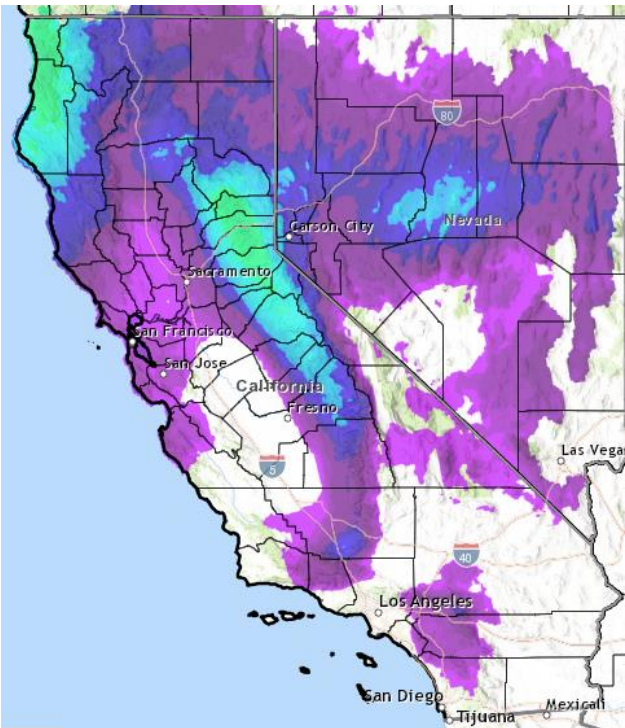 80
Nevada
Carson City
Sacramento
San Francisco
San Jose
California
Fresno
5
Las Vegas
40
Los Angeles
San Diego
Tijuana
Mexicali